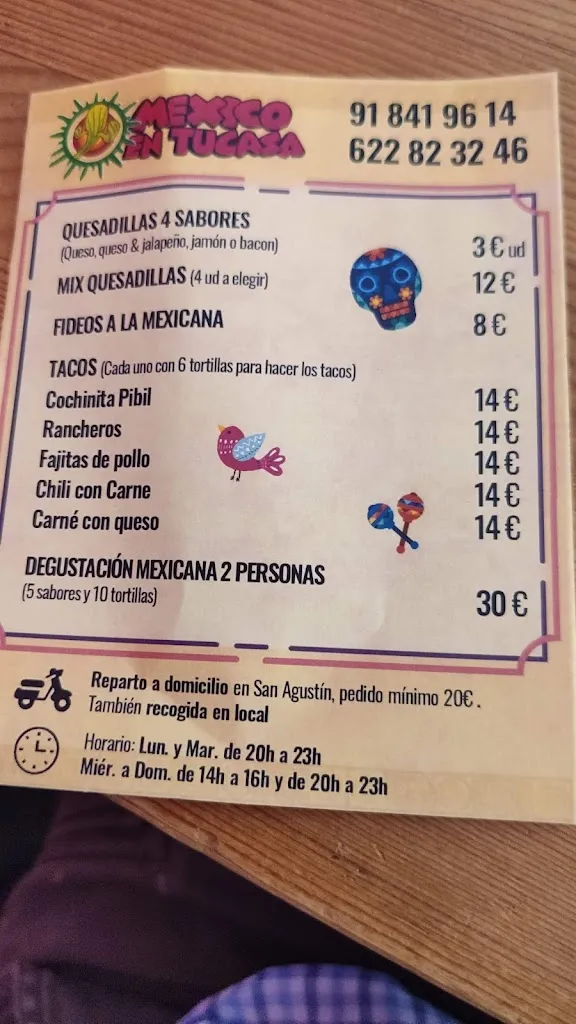 MEXICO
EN TUCASA
91 841 96 14
622 82 32 46
QUESADILLAS 4 SABORES
(Queso, queso & jalapeño, jamón o bacon) 3 € ud
MIX QUESADILLAS (4 ud a elegir) 12 €
FIDEOS A LA MEXICANA 8 €
TACOS (Cada uno con 6 tortillas para hacer los tacos)
Cochinita Pibil 14 €
Rancheros 14 €
Fajitas de pollo 14 €
Chili con Carne 14 €
Carné con queso 14 €
DEGUSTACIÓN MEXICANA 2 PERSONAS
(5 sabores y 10 tortillas) 30 €
Reparto a domicilio en San Agustín, pedido mínimo 20€.
También recogida en local
Horario: Lun. y Mar. de 20h a 23h
Miér. a Dom. de 14h a 16h y de 20h a 23h